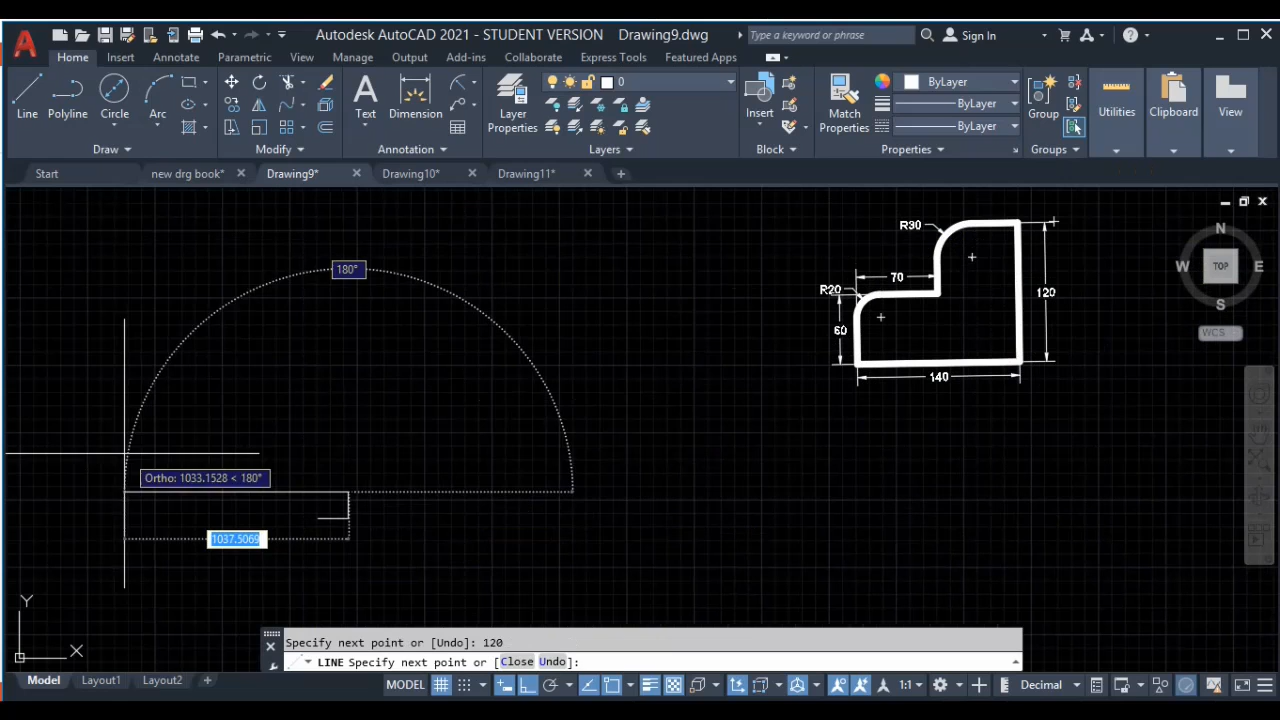 Autodesk AutoCAD 2021 - STUDENT VERSION Drawing9.dwg
Type a keyword or phrase
Sign In
Home Insert Annotate Parametric View Manage Output Add-ins Collaborate Express Tools Featured Apps
Line Polyline Circle Arc Text Dimension Layer Properties 0 Insert Match Properties ByLayer ByLayer ByLayer Group Utilities Clipboard View
Draw Modify Annotation Layers Block Properties Groups
Start new drg book* Drawing9* Drawing10* Drawing11*
N
W TOP E
S
WCS
R30
70
R20
60
120
140
180°
Ortho: 1033.1528 < 180°
1037.5069
Y
X
Specify next point or [Undo]: 120
LINE Specify next point or [Close Undo]:
Model Layout1 Layout2
MODEL 1:1 Decimal